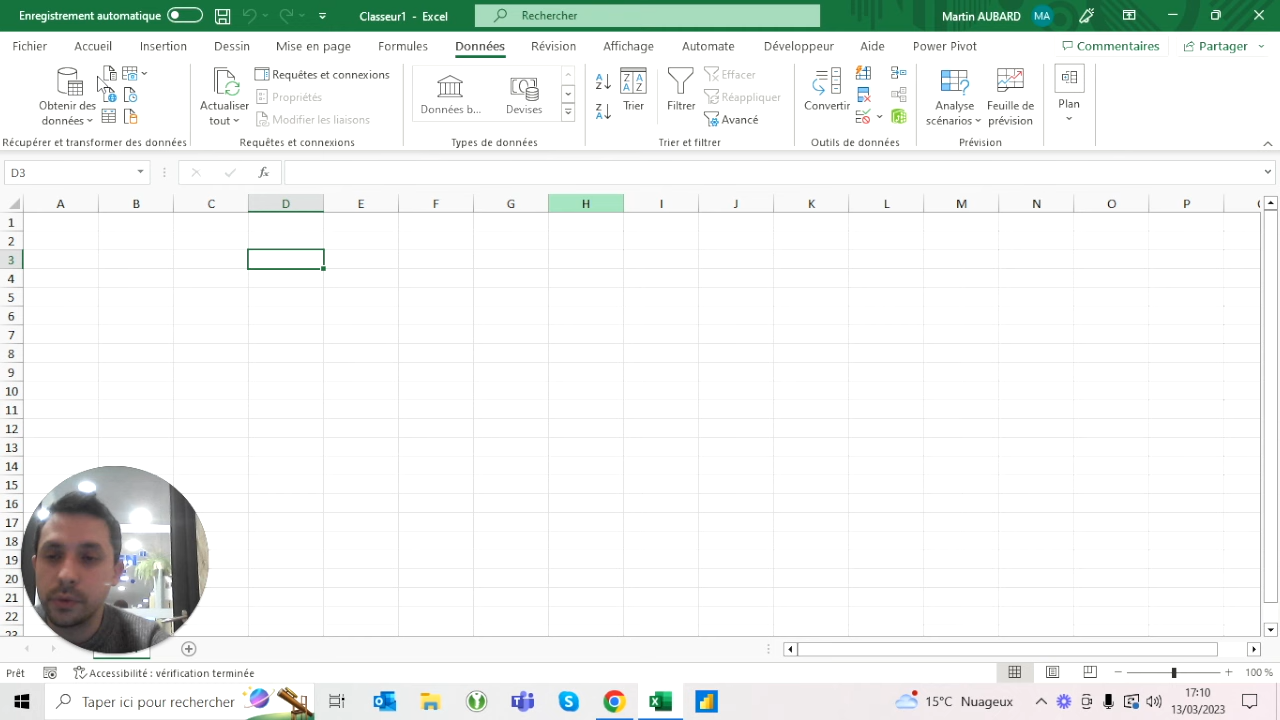 Enregistrement automatique
Classeur1 - Excel
Rechercher
Martin AUBARD
MA
Fichier Accueil Insertion Dessin Mise en page Formules Données Révision Affichage Automate Développeur Aide Power Pivot
Commentaires
Partager
Obtenir des données
Récupérer et transformer des données
Actualiser tout
Requêtes et connexions
Propriétés
Modifier les liaisons
Requêtes et connexions
Données b...
Devises
Types de données
Trier
Filtrer
Effacer
Réappliquer
Avancé
Trier et filtrer
Convertir
Outils de données
Analyse scénarios
Feuille de prévision
Prévision
Plan
D3
fx
A B C D E F G H I J K L M N O P
1
2
3
4
5
6
7
8
9
10
11
12
13
14
15
16
17
18
19
20
21
22
23
Prêt
Accessibilité : vérification terminée
100 %
Taper ici pour rechercher
15°C Nuageux
17:10
13/03/2023